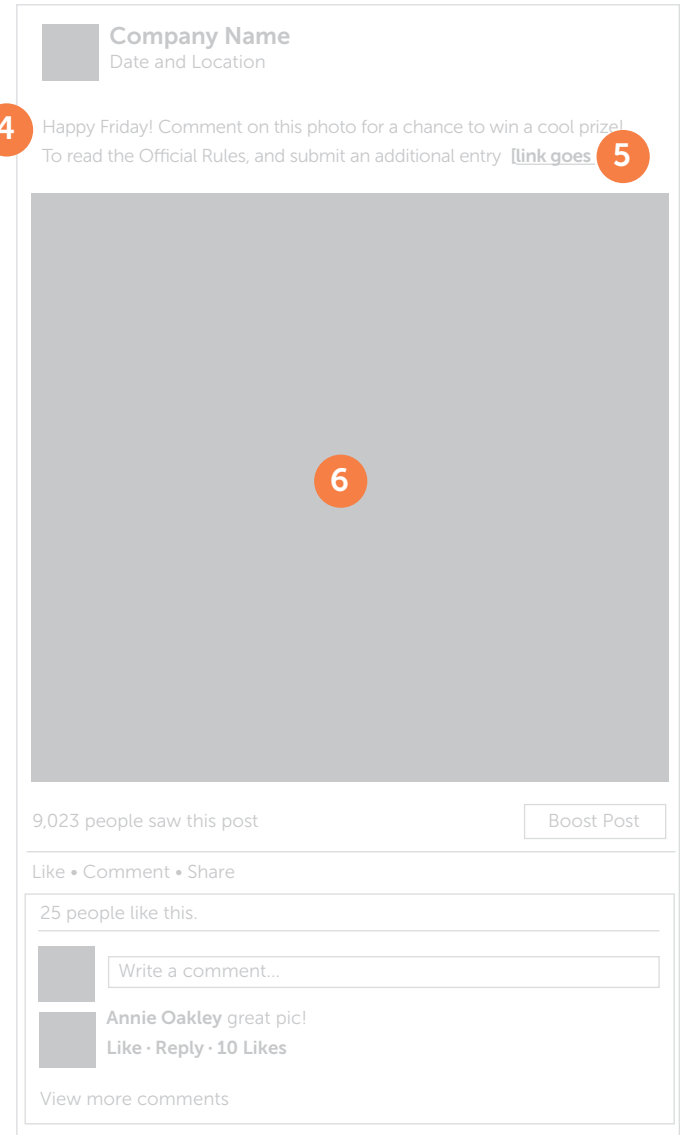 Company Name
Date and Location
4
Happy Friday! Comment on this photo for a chance to win a cool prize!
To read the Official Rules, and submit an additional entry [link goes
5
6
9,023 people saw this post
Boost Post
Like • Comment • Share
25 people like this.
Write a comment...
Annie Oakley great pic!
Like · Reply · 10 Likes
View more comments